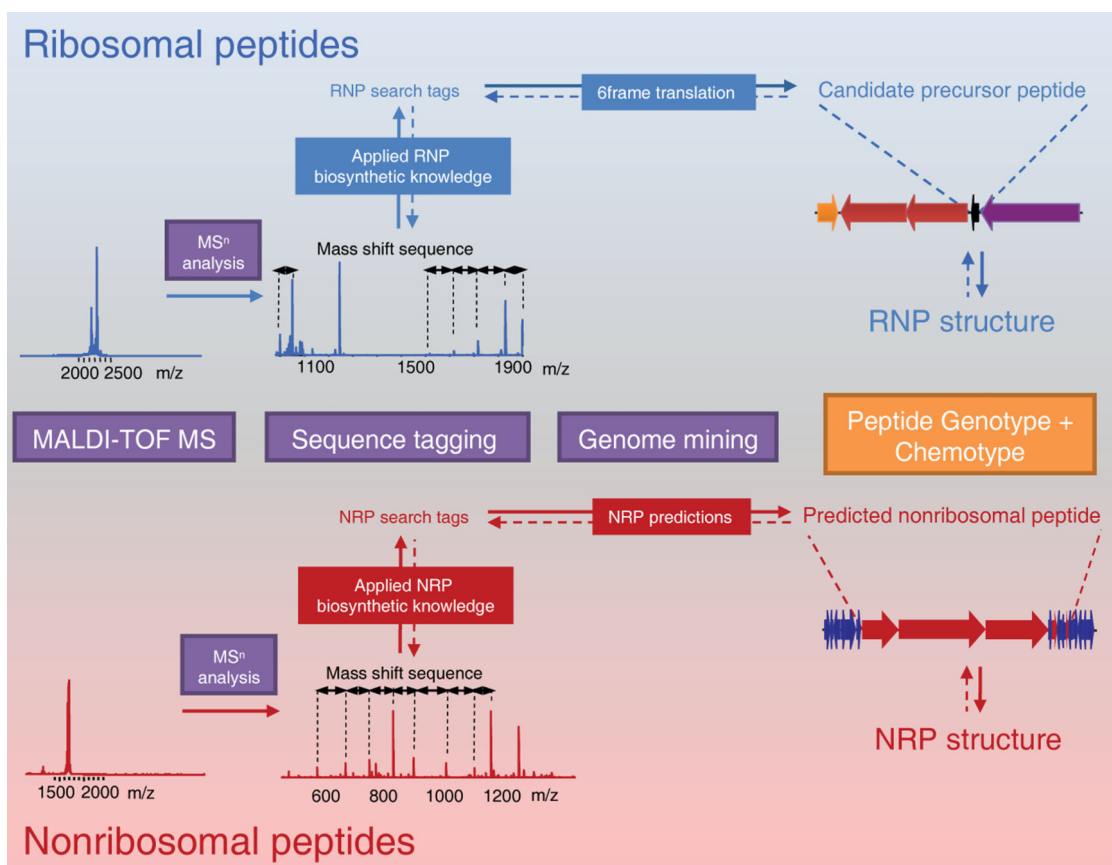 Ribosomal peptides
RNP search tags
6frame translation
Candidate precursor peptide
Applied RNP
biosynthetic knowledge
MSⁿ
analysis
Mass shift sequence
2000 2500 m/z
1100 1500 1900 m/z
RNP structure
MALDI-TOF MS
Sequence tagging
Genome mining
Peptide Genotype +
Chemotype
NRP search tags
NRP predictions
Predicted nonribosomal peptide
Applied NRP
biosynthetic knowledge
MSⁿ
analysis
Mass shift sequence
1500 2000 m/z
600 800 1000 1200 m/z
NRP structure
Nonribosomal peptides